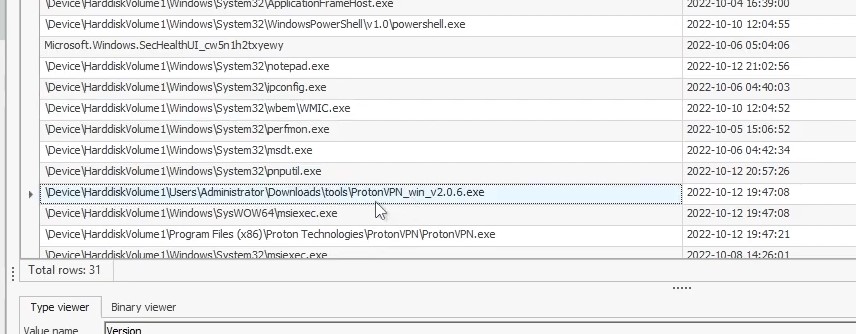 \Device\HarddiskVolume1\Windows\System32\ApplicationFrameHost.exe 2022-10-04 16:39:00
\Device\HarddiskVolume1\Windows\System32\WindowsPowerShell\v1.0\powershell.exe 2022-10-10 12:04:55
Microsoft.Windows.SecHealthUI_cw5n1h2txyewy 2022-10-06 05:04:06
\Device\HarddiskVolume1\Windows\System32\notepad.exe 2022-10-12 21:02:56
\Device\HarddiskVolume1\Windows\System32\ipconfig.exe 2022-10-06 04:40:03
\Device\HarddiskVolume1\Windows\System32\wbem\WMIC.exe 2022-10-10 12:04:52
\Device\HarddiskVolume1\Windows\System32\perfmon.exe 2022-10-05 15:06:52
\Device\HarddiskVolume1\Windows\System32\msdt.exe 2022-10-06 04:42:34
\Device\HarddiskVolume1\Windows\System32\pnputil.exe 2022-10-12 20:57:26
\Device\HarddiskVolume1\Users\Administrator\Downloads\tools\ProtonVPN_win_v2.0.6.exe 2022-10-12 19:47:08
\Device\HarddiskVolume1\Windows\SysWOW64\msiexec.exe 2022-10-12 19:47:08
\Device\HarddiskVolume1\Program Files (x86)\Proton Technologies\ProtonVPN\ProtonVPN.exe 2022-10-12 19:47:21
\Device\HarddiskVolume1\Windows\System32\msiexec.exe 2022-10-08 14:26:01
Total rows: 31
Type viewer Binary viewer
Value name Version